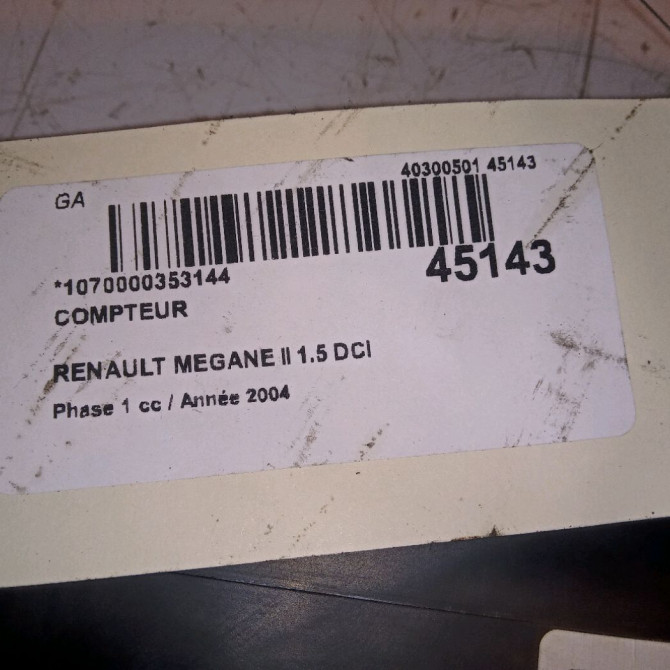 GA
40300501 45143
*1070000353144
45143
COMPTEUR
RENAULT MEGANE II 1.5 DCI
Phase 1 cc / Année 2004